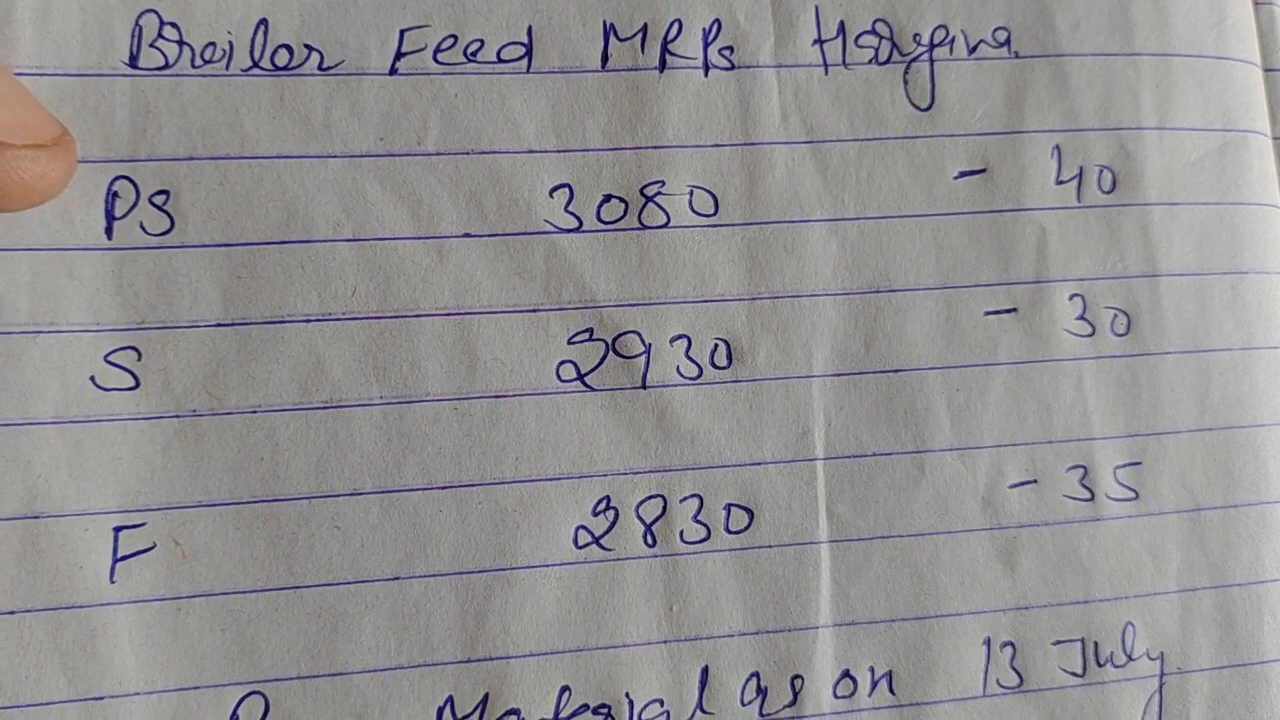 Broiler Feed MRPs Haryana
PS 3080 - 40
S 2930 - 30
F 2830 - 35
Material as on 13 July